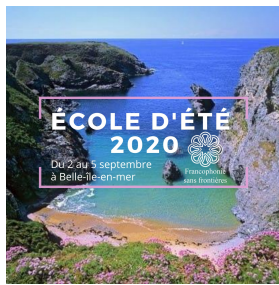 ÉCOLE D'ÉTÉ
2020
Du 2 au 5 septembre
à Belle-île-en-mer
Francophonie
sans frontières